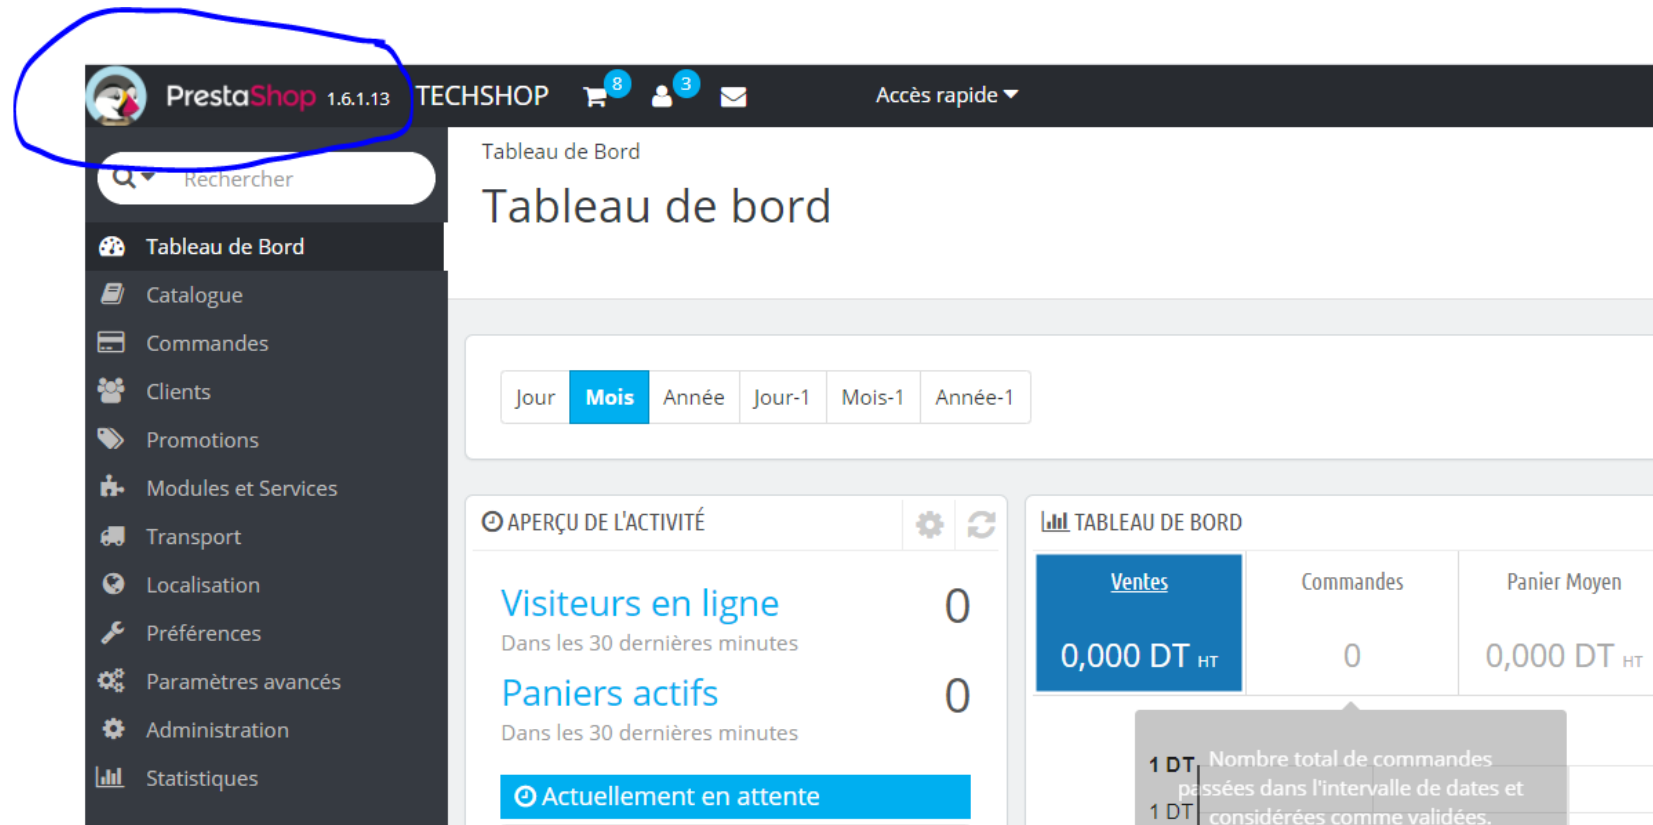 PrestaShop 1.6.1.13 TECHSHOP 8 3 Accès rapide
Rechercher
Tableau de Bord
Catalogue
Commandes
Clients
Promotions
Modules et Services
Transport
Localisation
Préférences
Paramètres avancés
Administration
Statistiques
Tableau de Bord
Tableau de bord
Jour Mois Année Jour-1 Mois-1 Année-1
APERÇU DE L'ACTIVITÉ
Visiteurs en ligne 0
Dans les 30 dernières minutes
Paniers actifs 0
Dans les 30 dernières minutes
Actuellement en attente
TABLEAU DE BORD
Ventes Commandes Panier Moyen
0,000 DT HT 0 0,000 DT HT
1 DT
1 DT
Nombre total de commandes
passées dans l'intervalle de dates et
considérées comme validées.